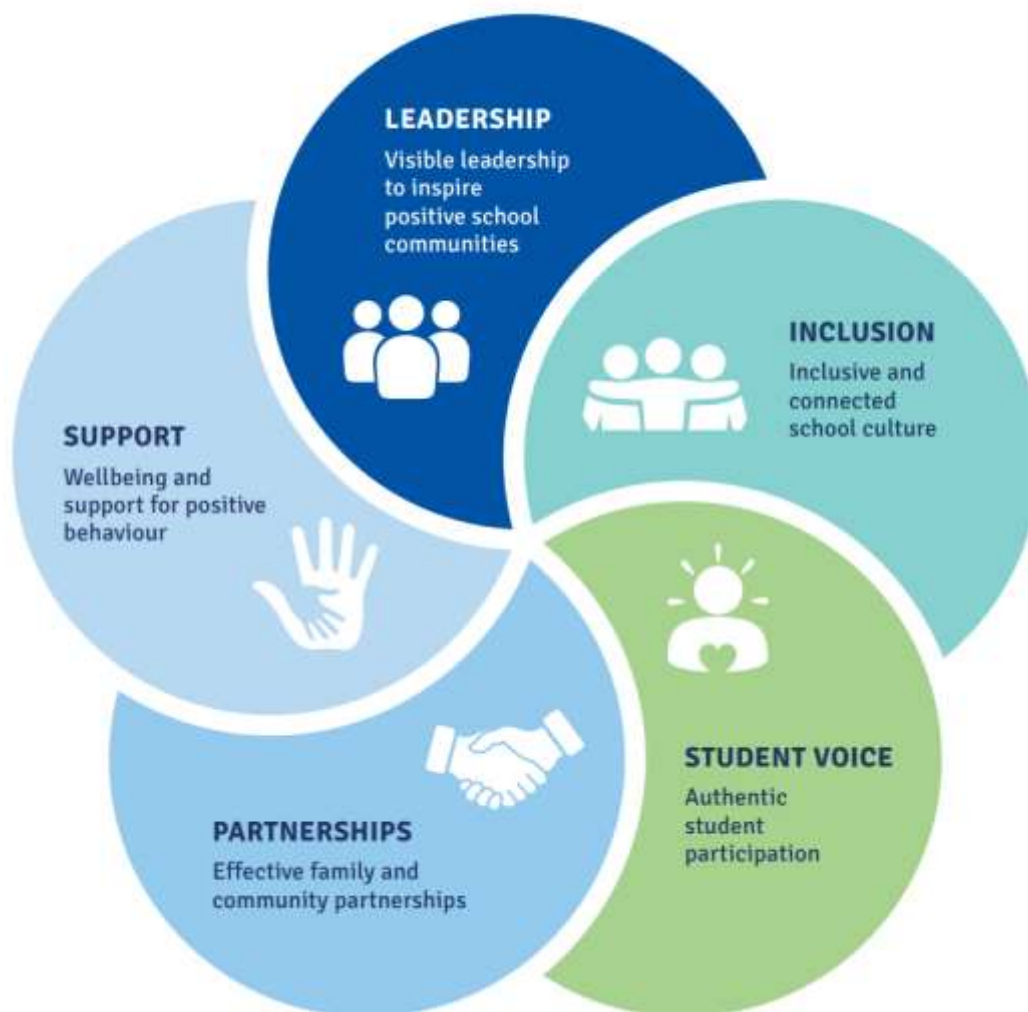 LEADERSHIP
Visible leadership
to inspire
positive school
communities
INCLUSION
Inclusive and
connected
school culture
STUDENT VOICE
Authentic
student
participation
PARTNERSHIPS
Effective family and
community partnerships
SUPPORT
Wellbeing and
support for positive
behaviour